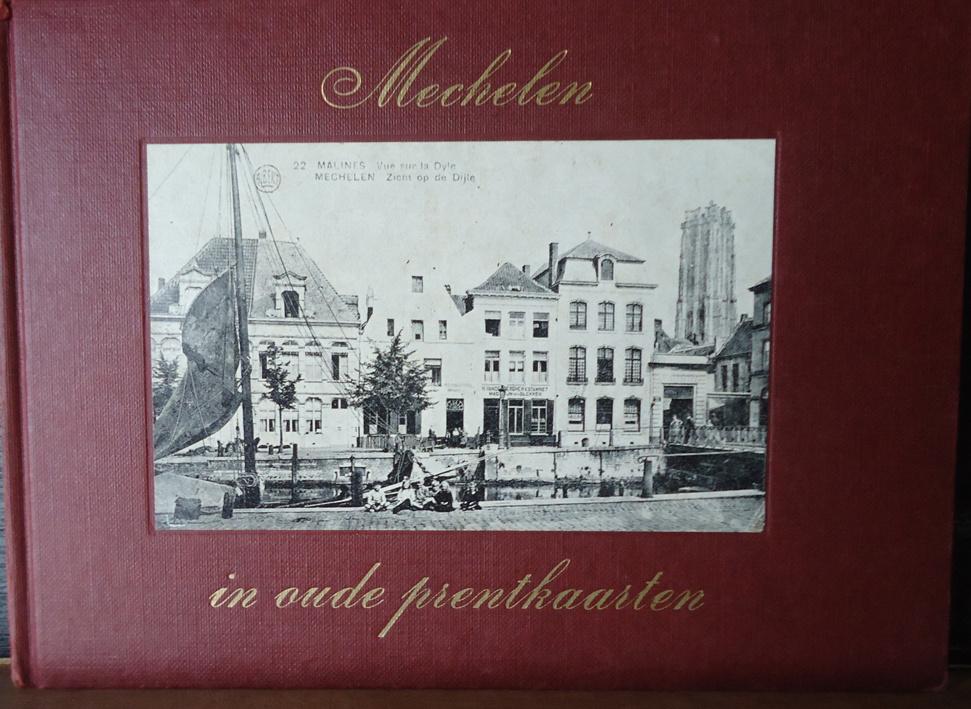 Mechelen
22 MALINES Vue sur la Dyle
MECHELEN Zicht op de Dijle
in oude prentkaarten